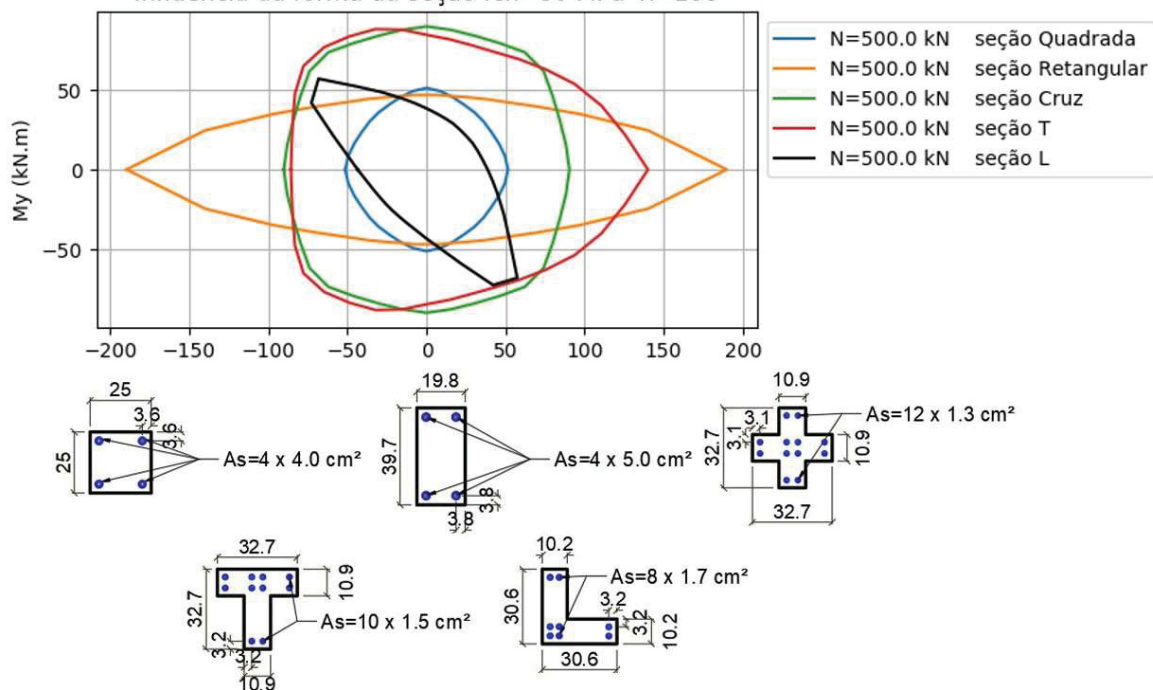 N=500.0 kN seção Quadrada
N=500.0 kN seção Retangular
N=500.0 kN seção Cruz
N=500.0 kN seção T
N=500.0 kN seção L
My (kN.m)
50
0
−50
−200 −150 −100 −50 0 50 100 150 200
25
3.6
3.6
25
As=4 x 4.0 cm²
19.8
39.7
3.8
3.8
As=4 x 5.0 cm²
10.9
3.1
3.1
32.7
10.9
32.7
As=12 x 1.3 cm²
32.7
10.9
32.7
3.2
3.2
10.9
As=10 x 1.5 cm²
10.2
30.6
3.2
3.2
10.2
30.6
As=8 x 1.7 cm²